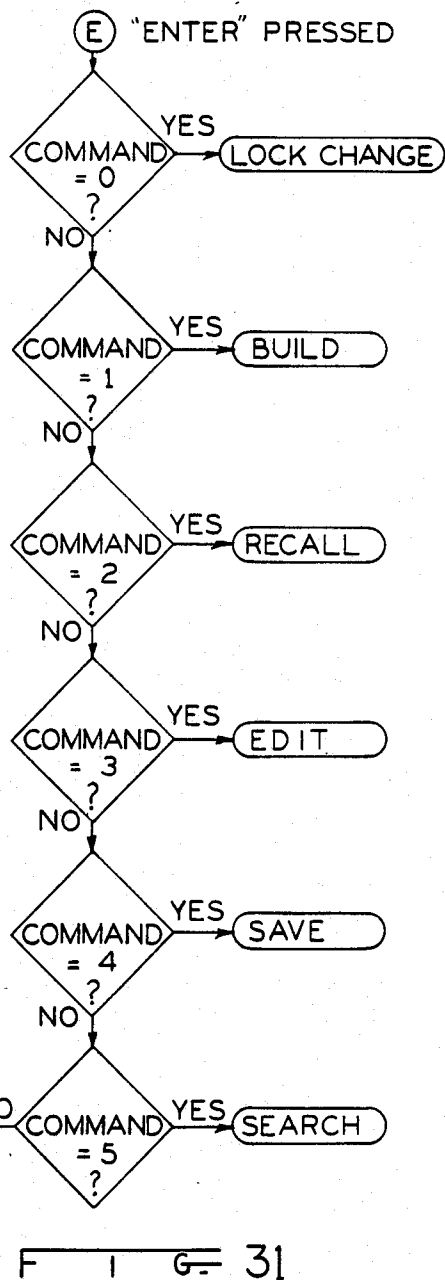 E "ENTER" PRESSED
COMMAND = 0 ?
YES
LOCK CHANGE
NO
COMMAND = 1 ?
YES
BUILD
NO
COMMAND = 2 ?
YES
RECALL
NO
COMMAND = 3 ?
YES
EDIT
NO
COMMAND = 4 ?
YES
SAVE
NO
COMMAND = 5 ?
YES
SEARCH
FIG. 31